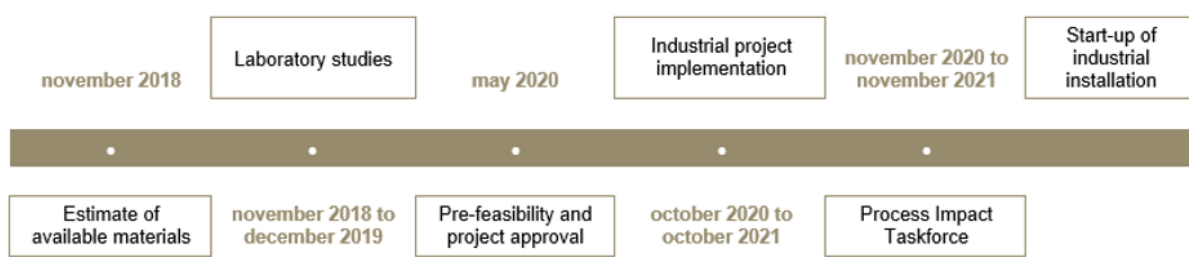 november 2018
Laboratory studies
may 2020
Industrial project
implementation
november 2020 to
november 2021
Start-up of
industrial
installation
Estimate of
available materials
november 2018 to
december 2019
Pre-feasibility and
project approval
october 2020 to
october 2021
Process Impact
Taskforce